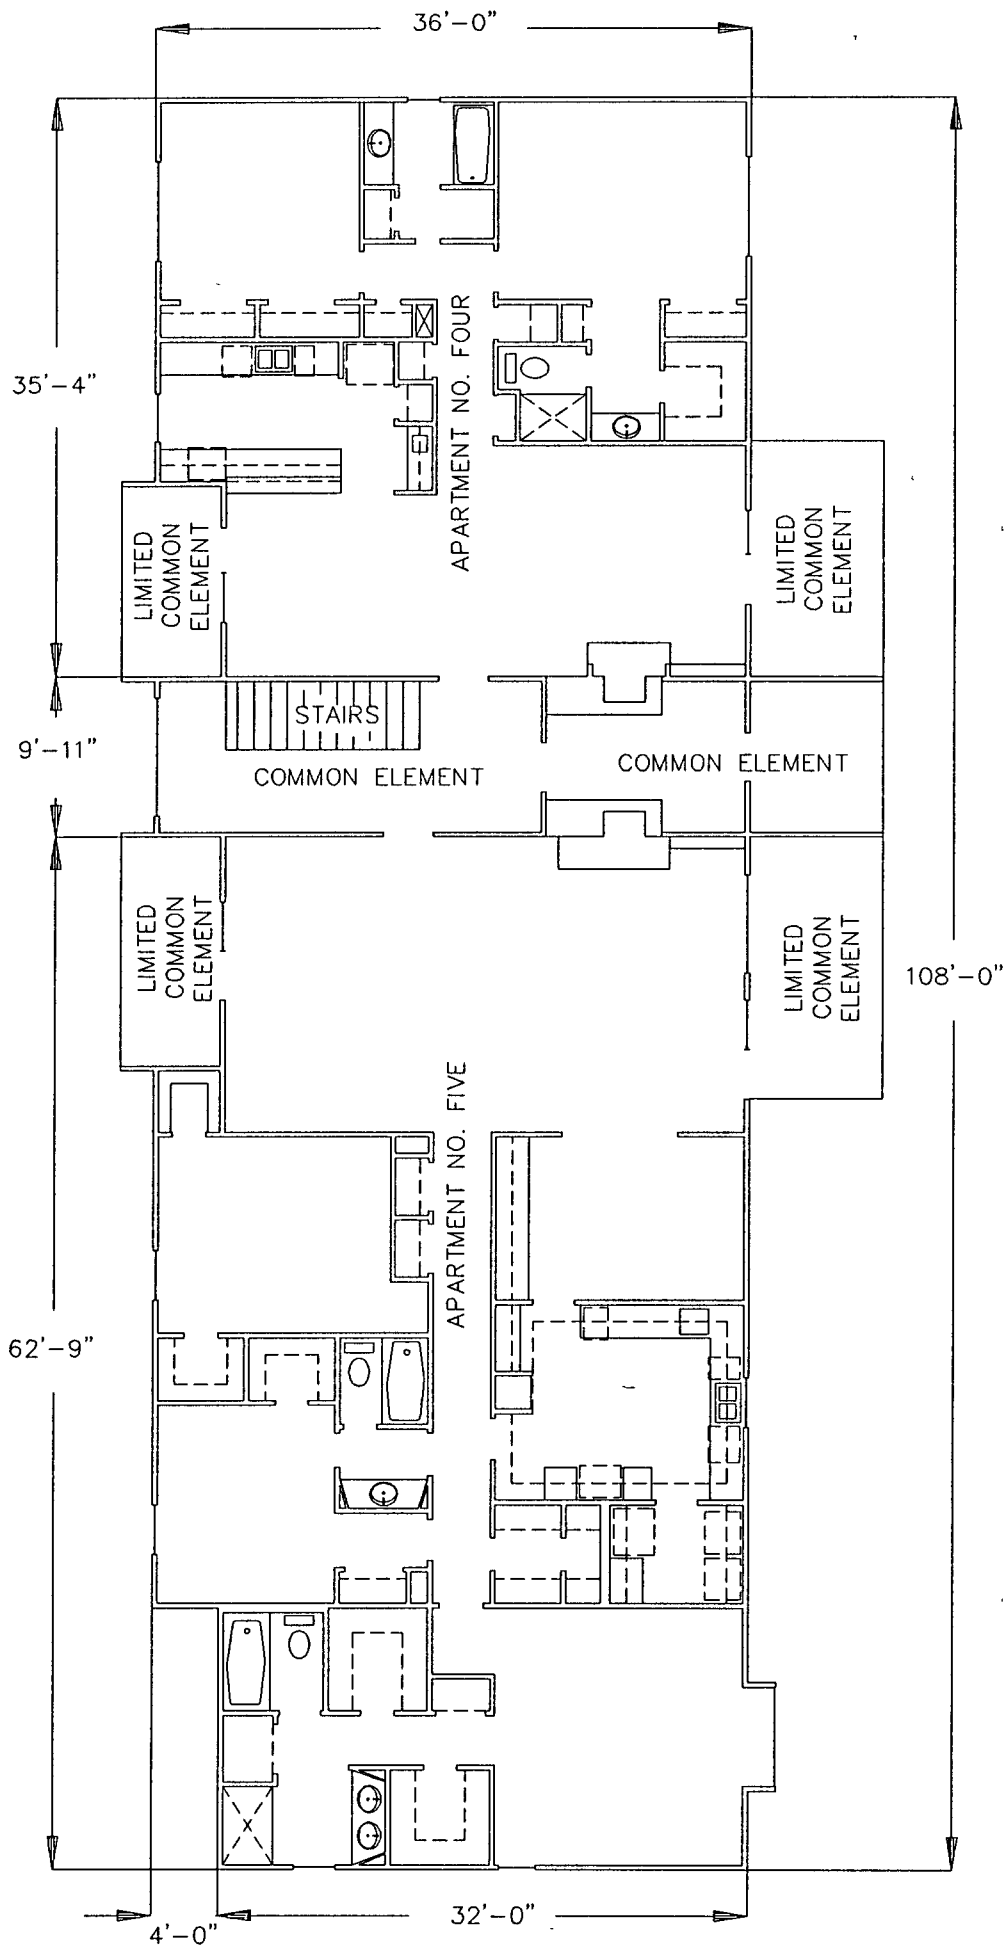 36'-0"
35'-4"
APARTMENT NO. FOUR
LIMITED
COMMON
ELEMENT
LIMITED
COMMON
ELEMENT
9'-11"
STAIRS
COMMON ELEMENT
COMMON ELEMENT
LIMITED
COMMON
ELEMENT
LIMITED
COMMON
ELEMENT
108'-0"
APARTMENT NO. FIVE
62'-9"
4'-0"
32'-0"